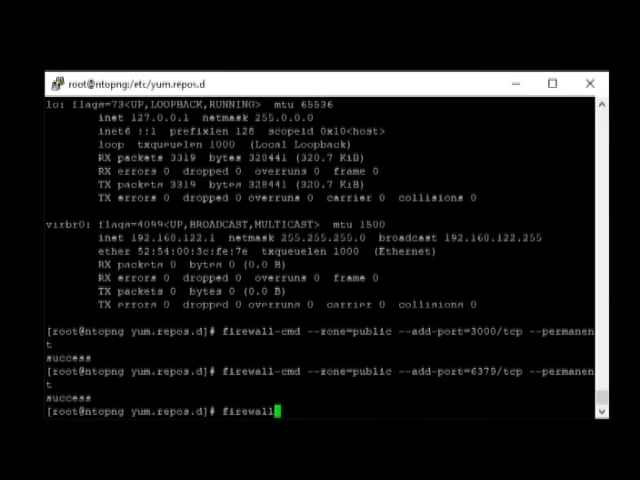 root@ntopng:/etc/yum.repos.d
lo: flags=73<UP,LOOPBACK,RUNNING>  mtu 65536
inet 127.0.0.1  netmask 255.0.0.0
inet6 ::1  prefixlen 128  scopeid 0x10<host>
loop  txqueuelen 1000  (Local Loopback)
RX packets 3319  bytes 328441 (320.7 KiB)
RX errors 0  dropped 0  overruns 0  frame 0
TX packets 3319  bytes 328441 (320.7 KiB)
TX errors 0  dropped 0 overruns 0  carrier 0  collisions 0
virbr0: flags=4099<UP,BROADCAST,MULTICAST>  mtu 1500
inet 192.168.122.1  netmask 255.255.255.0  broadcast 192.168.122.255
ether 52:54:00:3c:fe:7e  txqueuelen 1000  (Ethernet)
RX packets 0  bytes 0 (0.0 B)
RX errors 0  dropped 0  overruns 0  frame 0
TX packets 0  bytes 0 (0.0 B)
TX errors 0  dropped 0 overruns 0  carrier 0  collisions 0
[root@ntopng yum.repos.d]# firewall-cmd --zone=public --add-port=3000/tcp --permanen
t
success
[root@ntopng yum.repos.d]# firewall-cmd --zone=public --add-port=6379/tcp --permanen
t
success
[root@ntopng yum.repos.d]# firewall